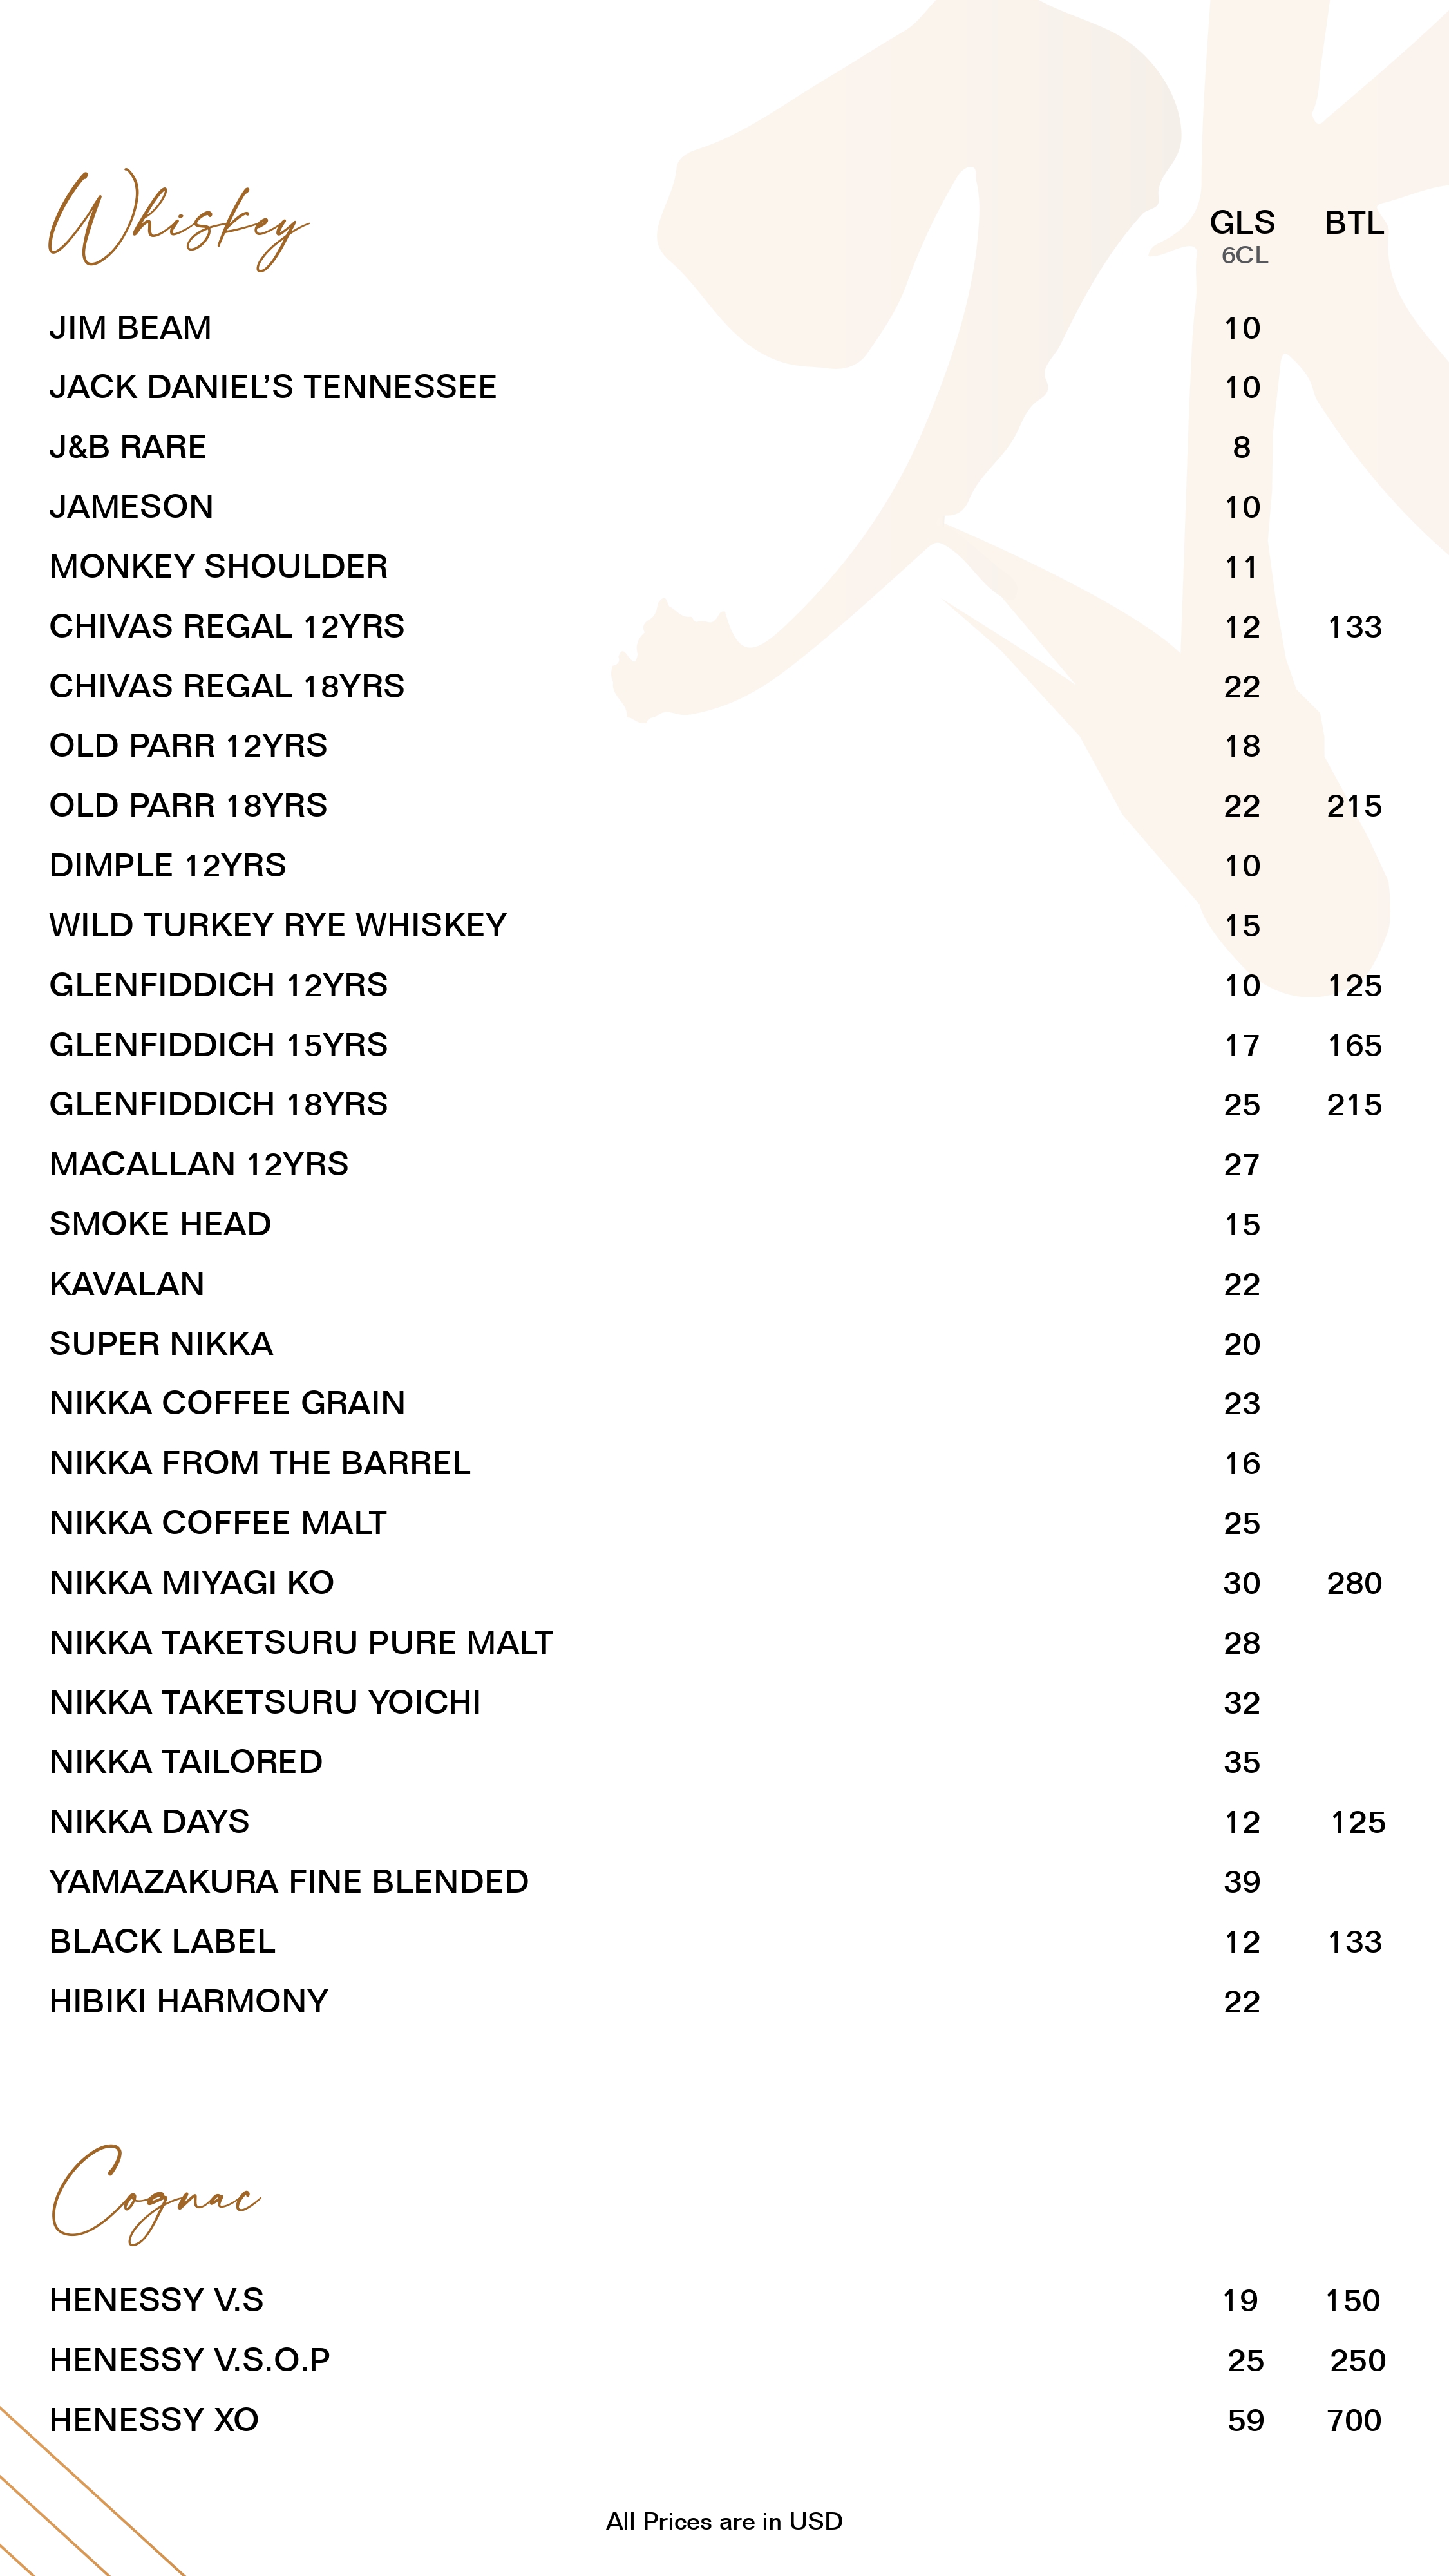 Whiskey GLS BTL
6CL
JIM BEAM 10
JACK DANIEL’S TENNESSEE 10
J&B RARE 8
JAMESON 10
MONKEY SHOULDER 11
CHIVAS REGAL 12YRS 12 133
CHIVAS REGAL 18YRS 22
OLD PARR 12YRS 18
OLD PARR 18YRS 22 215
DIMPLE 12YRS 10
WILD TURKEY RYE WHISKEY 15
GLENFIDDICH 12YRS 10 125
GLENFIDDICH 15YRS 17 165
GLENFIDDICH 18YRS 25 215
MACALLAN 12YRS 27
SMOKE HEAD 15
KAVALAN 22
SUPER NIKKA 20
NIKKA COFFEE GRAIN 23
NIKKA FROM THE BARREL 16
NIKKA COFFEE MALT 25
NIKKA MIYAGI KO 30 280
NIKKA TAKETSURU PURE MALT 28
NIKKA TAKETSURU YOICHI 32
NIKKA TAILORED 35
NIKKA DAYS 12 125
YAMAZAKURA FINE BLENDED 39
BLACK LABEL 12 133
HIBIKI HARMONY 22
Cognac
HENESSY V.S 19 150
HENESSY V.S.O.P 25 250
HENESSY XO 59 700
All Prices are in USD